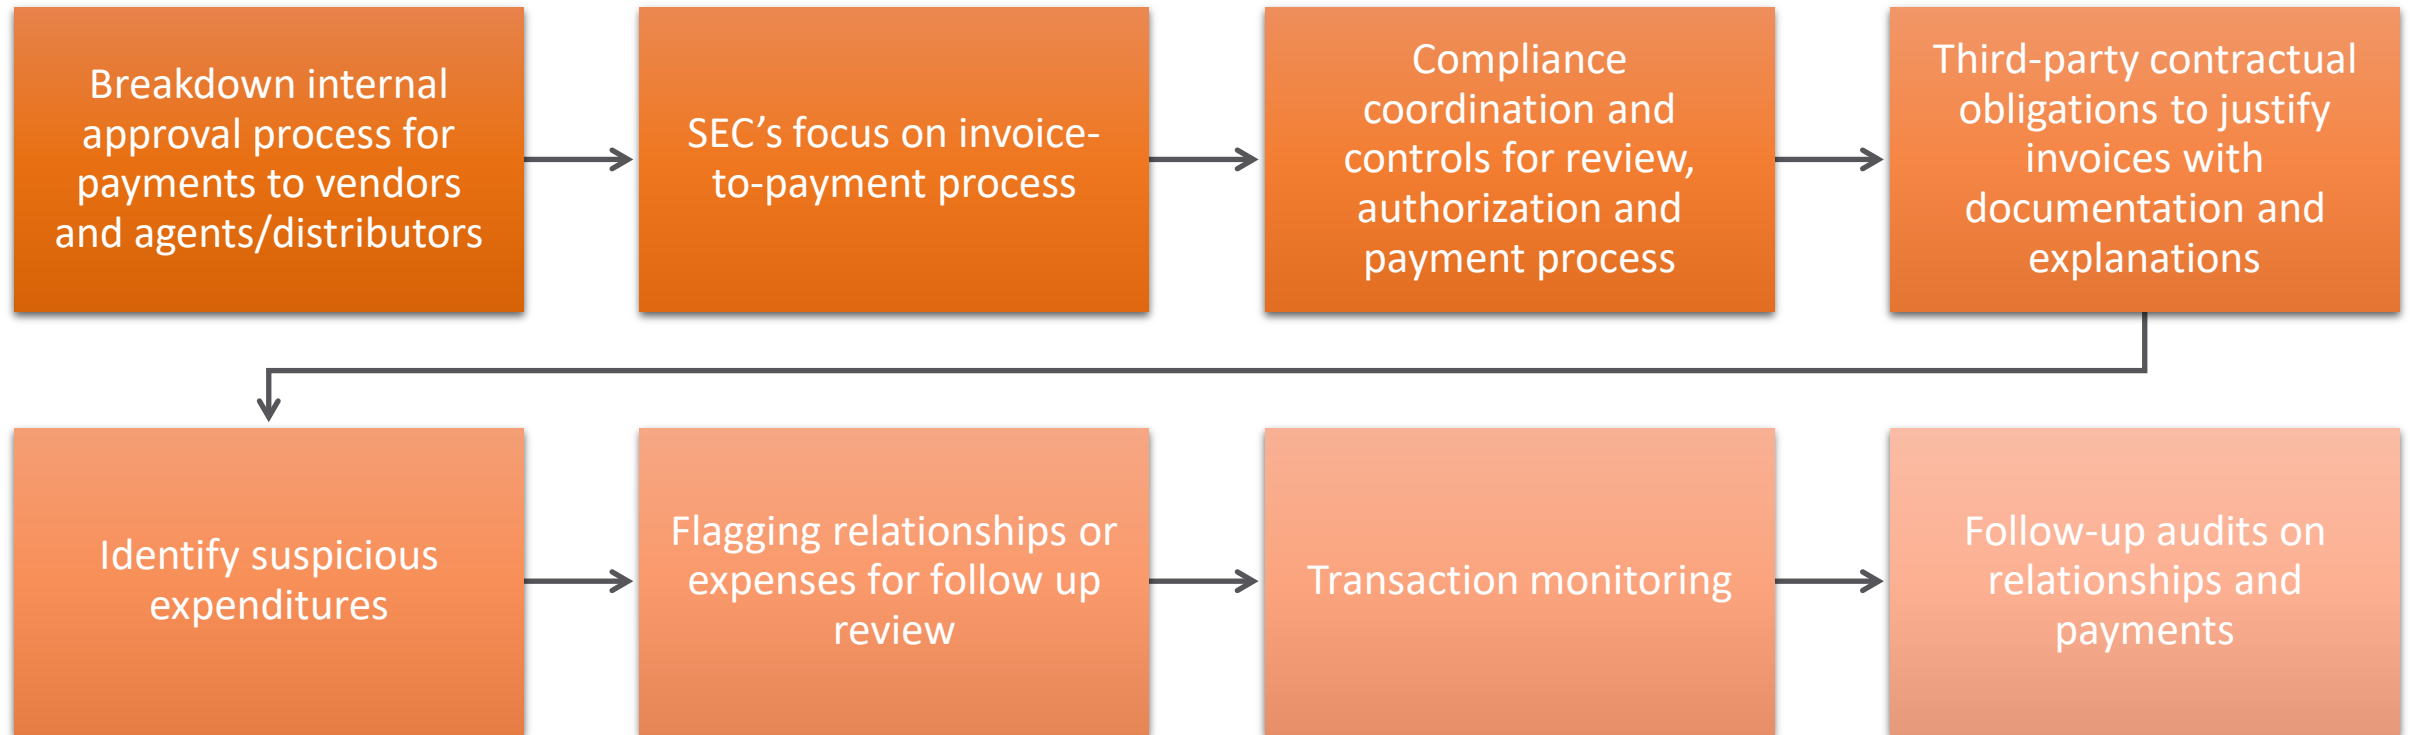 Breakdown internal
approval process for
payments to vendors
and agents/distributors
SEC’s focus on invoice-
to-payment process
Compliance
coordination and
controls for review,
authorization and
payment process
Third-party contractual
obligations to justify
invoices with
documentation and
explanations
Identify suspicious
expenditures
Flagging relationships or
expenses for follow up
review
Transaction monitoring
Follow-up audits on
relationships and
payments